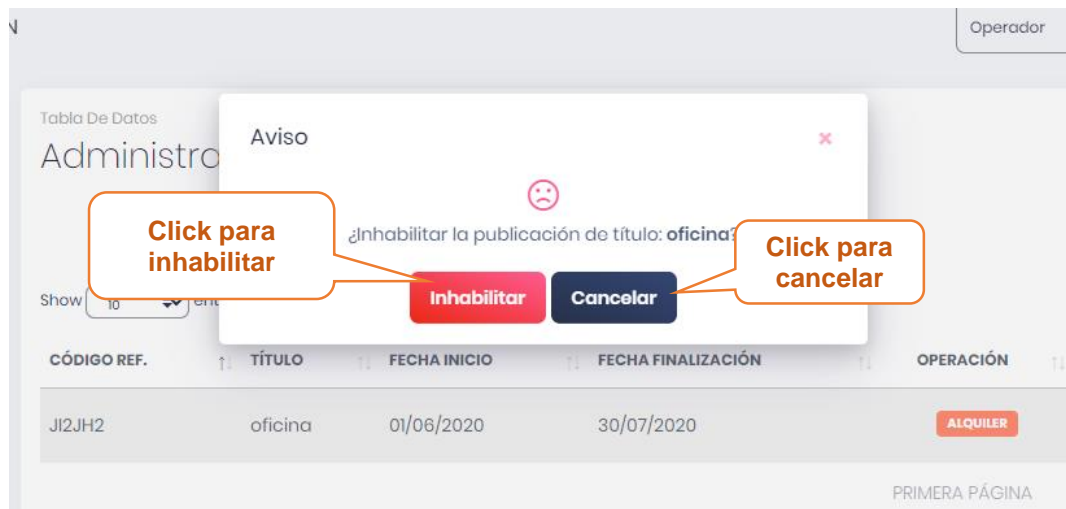 N
Operador
Tabla De Datos
Administra
Aviso
×
¿Inhabilitar la publicación de título: oficina?
Click para
inhabilitar
Click para
cancelar
Inhabilitar Cancelar
Show 10 ent
CÓDIGO REF. TÍTULO FECHA INICIO FECHA FINALIZACIÓN OPERACIÓN
JI2JH2 oficina 01/06/2020 30/07/2020 ALQUILER
PRIMERA PÁGINA